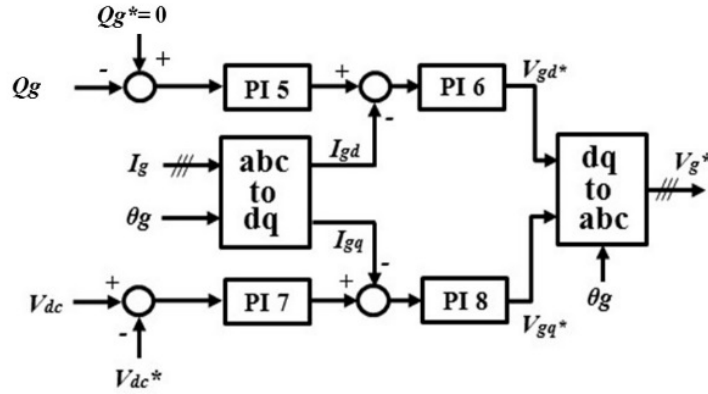 Qg*= 0
- +
Qg PI 5 + PI 6 Vgd*
-
Ig abc to dq Igd dq to abc Vg*
θg Igq
-
θg
+ PI 7 + PI 8
Vdc
- Vgq*
Vdc*